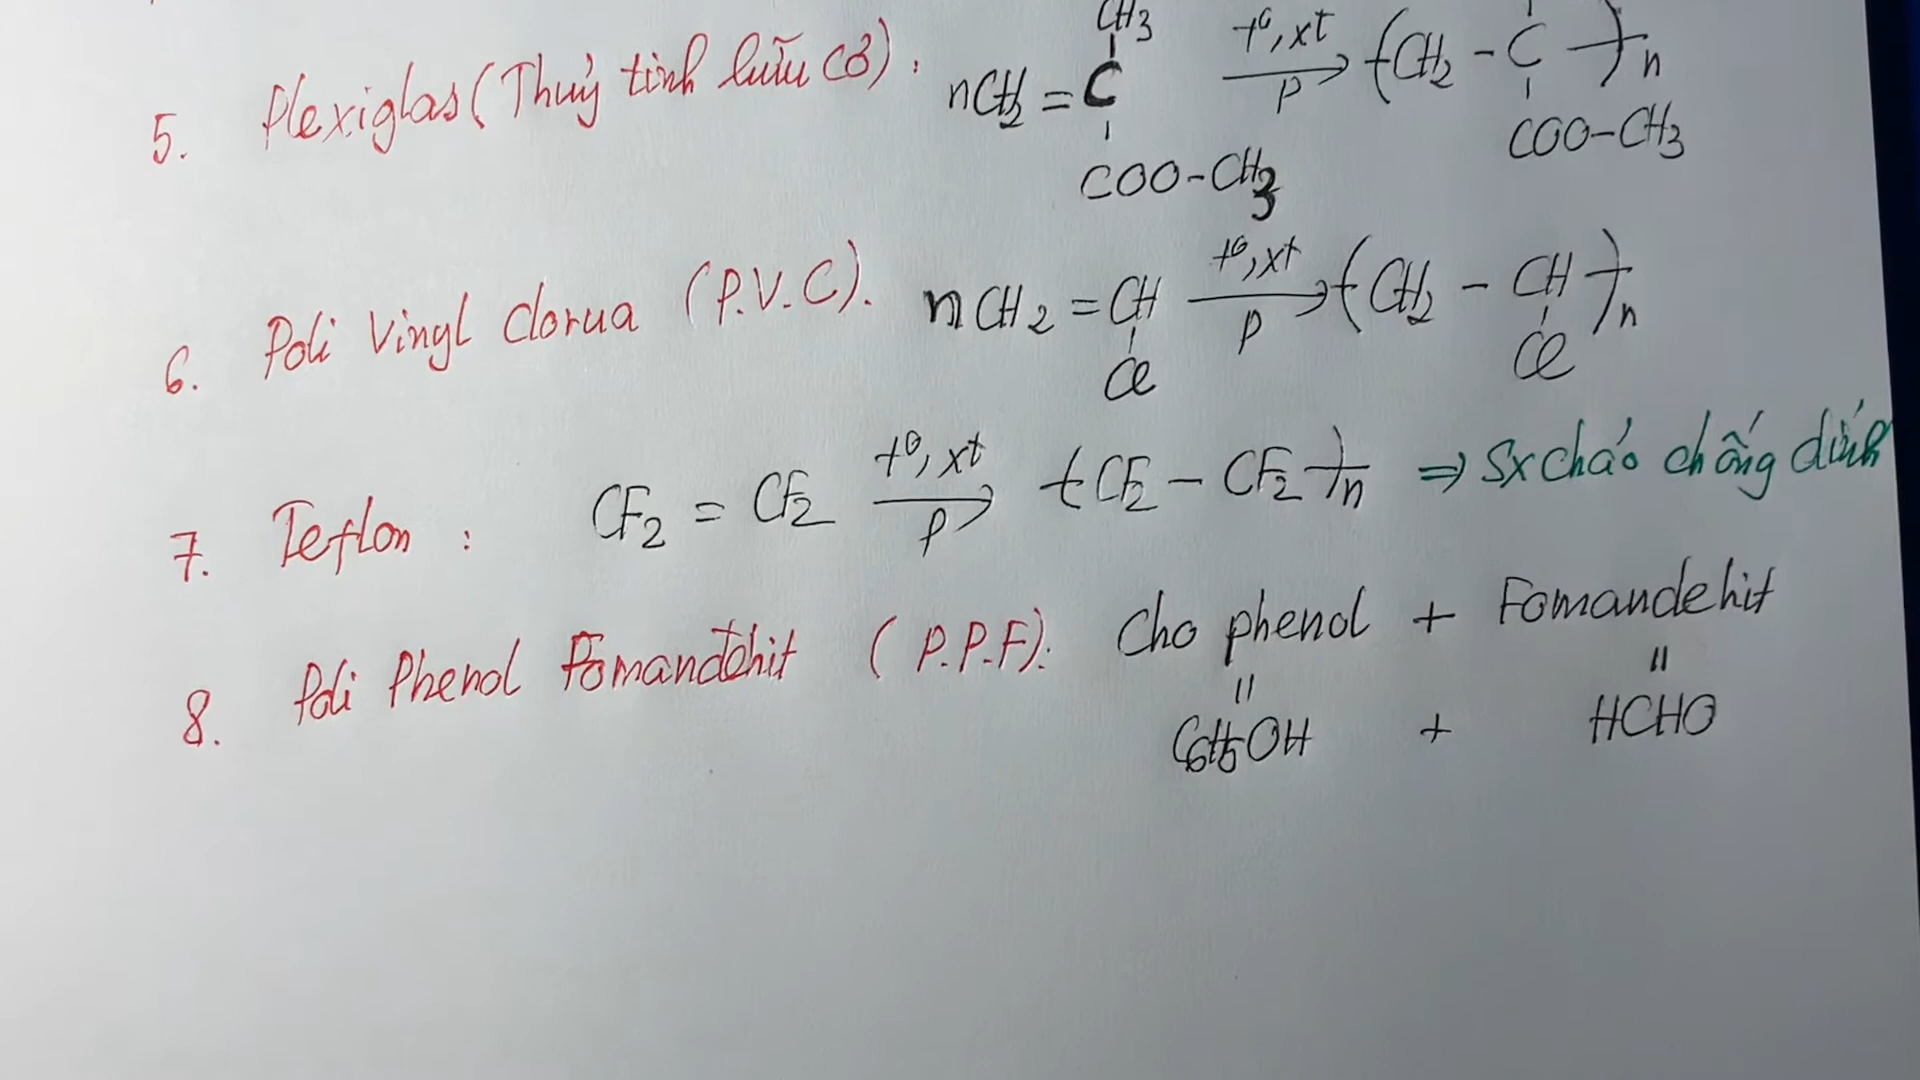 CH3
5. Plexiglas (Thuỷ tinh hữu cơ): nCH2 = C t°, xt P (CH2 - C )n
COO-CH3 COO-CH3
6. Poli Vinyl Clorua (P.V.C). nCH2 = CH t°, xt P (CH2 - CH)n
Cl Cl
7. Teflon : CF2 = CF2 t°, xt P (CF2 - CF2)n ⇒ Sx chảo chống dính
8. Poli Phenol Fomandehit (P.P.F): Cho phenol + Fomandehit
C6H5OH + HCHO